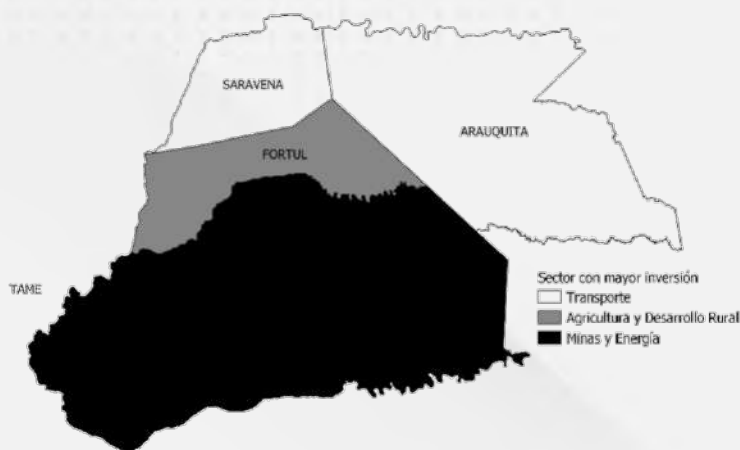 SARAVENA
ARAUQUITA
FORTUL
TAME
Sector con mayor inversión
Transporte
Agricultura y Desarrollo Rural
Minas y Energía